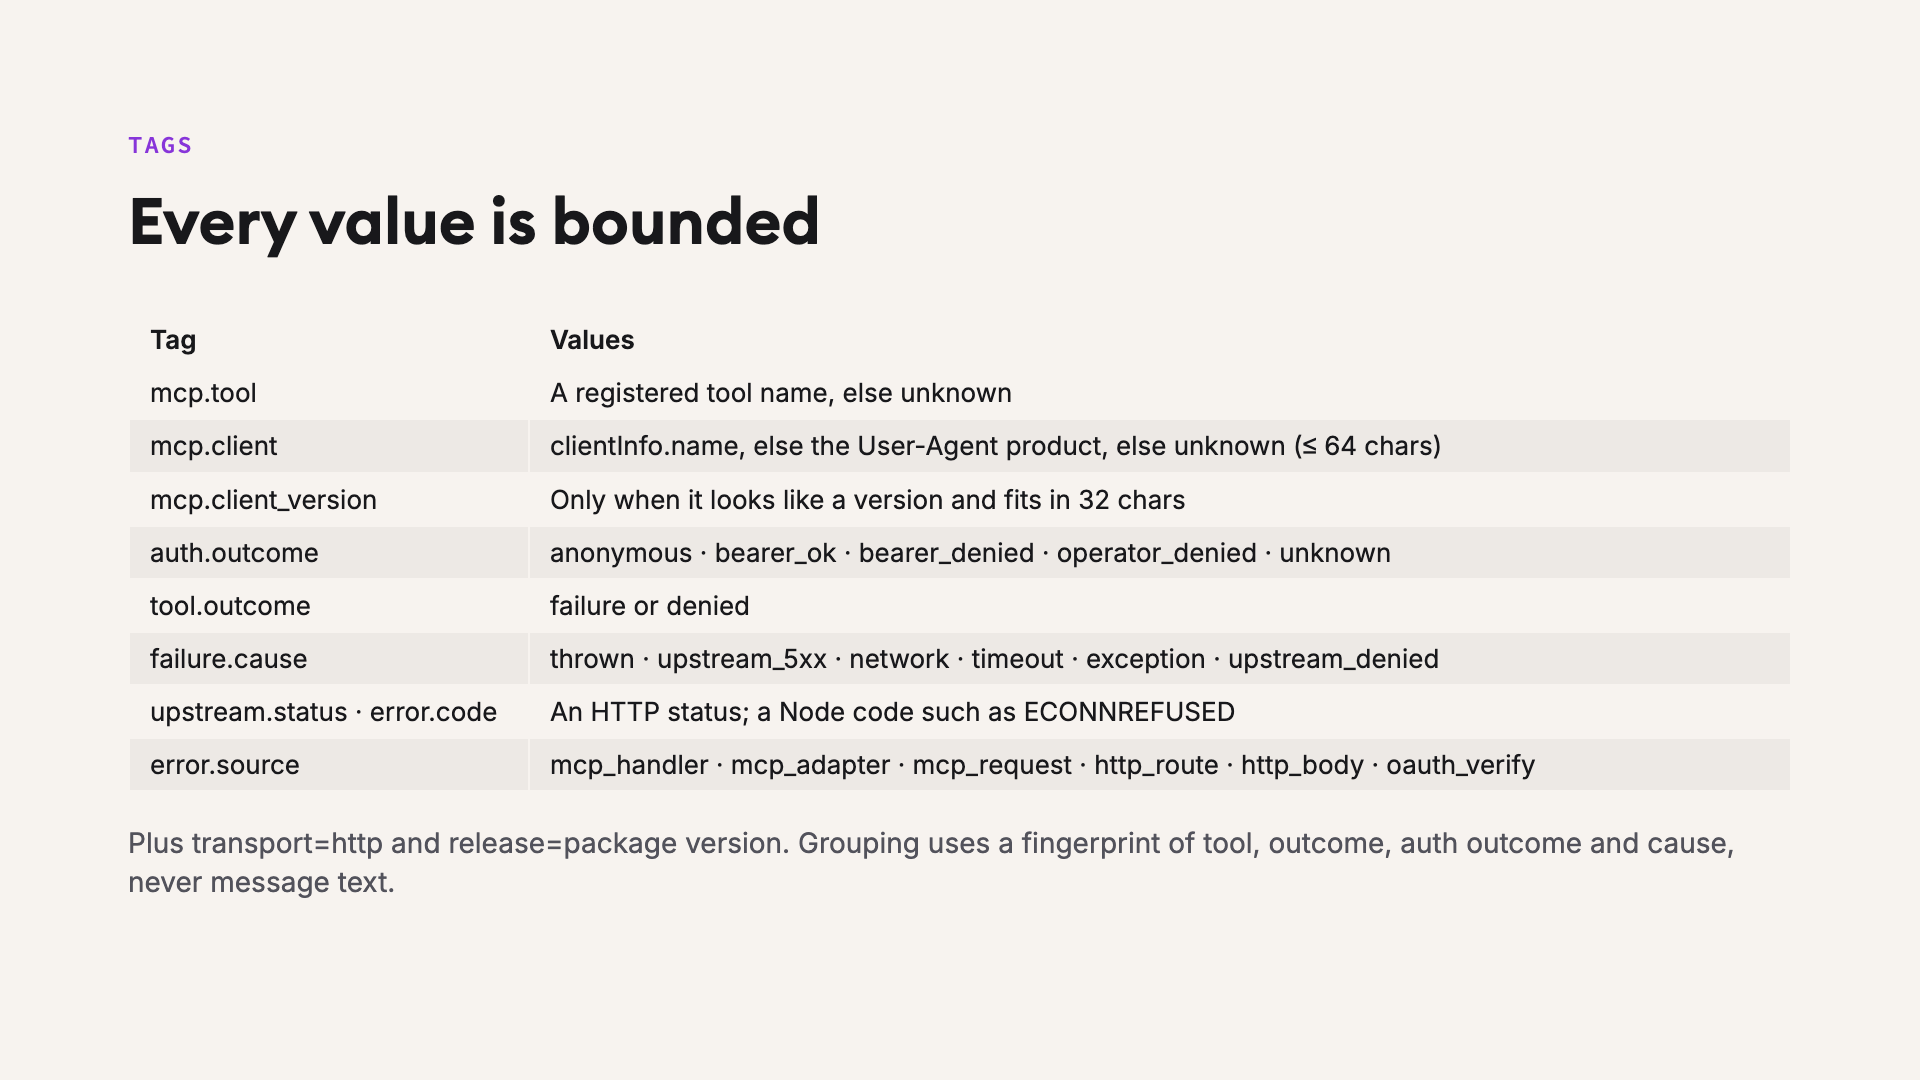 TAGS
Every value is bounded
Tag Values
mcp.tool A registered tool name, else unknown
mcp.client clientInfo.name, else the User-Agent product, else unknown (≤ 64 chars)
mcp.client_version Only when it looks like a version and fits in 32 chars
auth.outcome anonymous · bearer_ok · bearer_denied · operator_denied · unknown
tool.outcome failure or denied
failure.cause thrown · upstream_5xx · network · timeout · exception · upstream_denied
upstream.status · error.code An HTTP status; a Node code such as ECONNREFUSED
error.source mcp_handler · mcp_adapter · mcp_request · http_route · http_body · oauth_verify
Plus transport=http and release=package version. Grouping uses a fingerprint of tool, outcome, auth outcome and cause,
never message text.